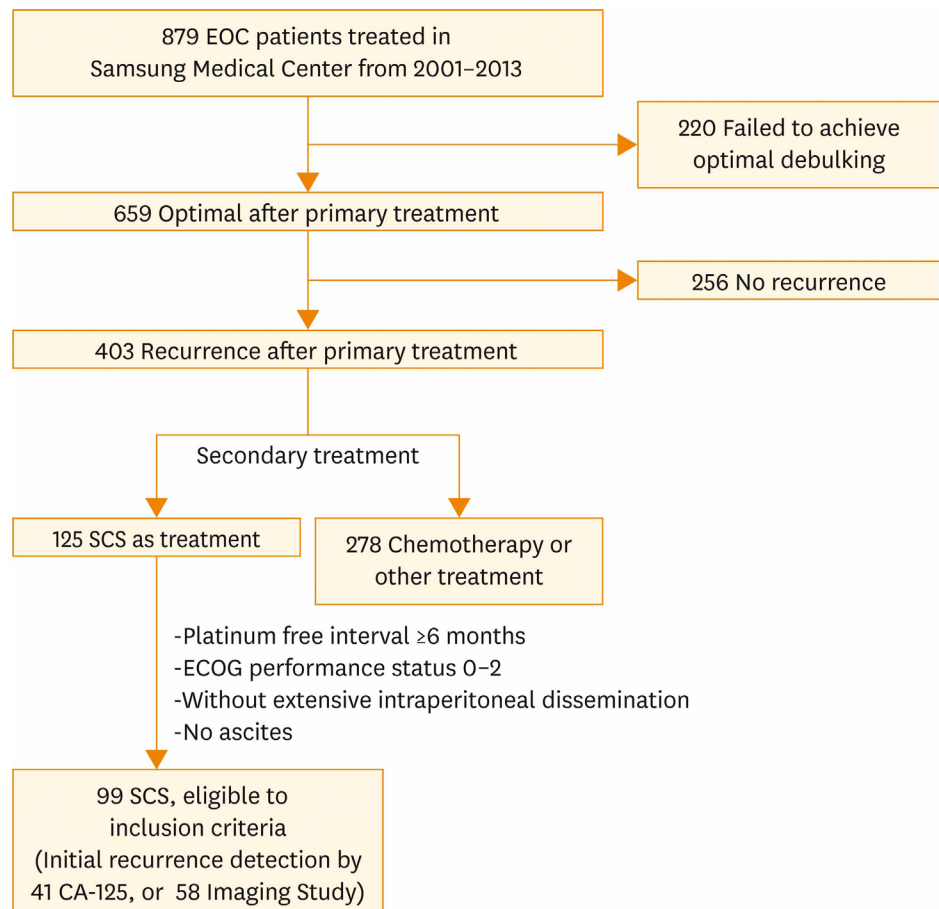 879 EOC patients treated in
Samsung Medical Center from 2001–2013
220 Failed to achieve
optimal debulking
659 Optimal after primary treatment
256 No recurrence
403 Recurrence after primary treatment
Secondary treatment
125 SCS as treatment
278 Chemotherapy or
other treatment
-Platinum free interval ≥6 months
-ECOG performance status 0–2
-Without extensive intraperitoneal dissemination
-No ascites
99 SCS, eligible to
inclusion criteria
(Initial recurrence detection by
41 CA-125, or 58 Imaging Study)